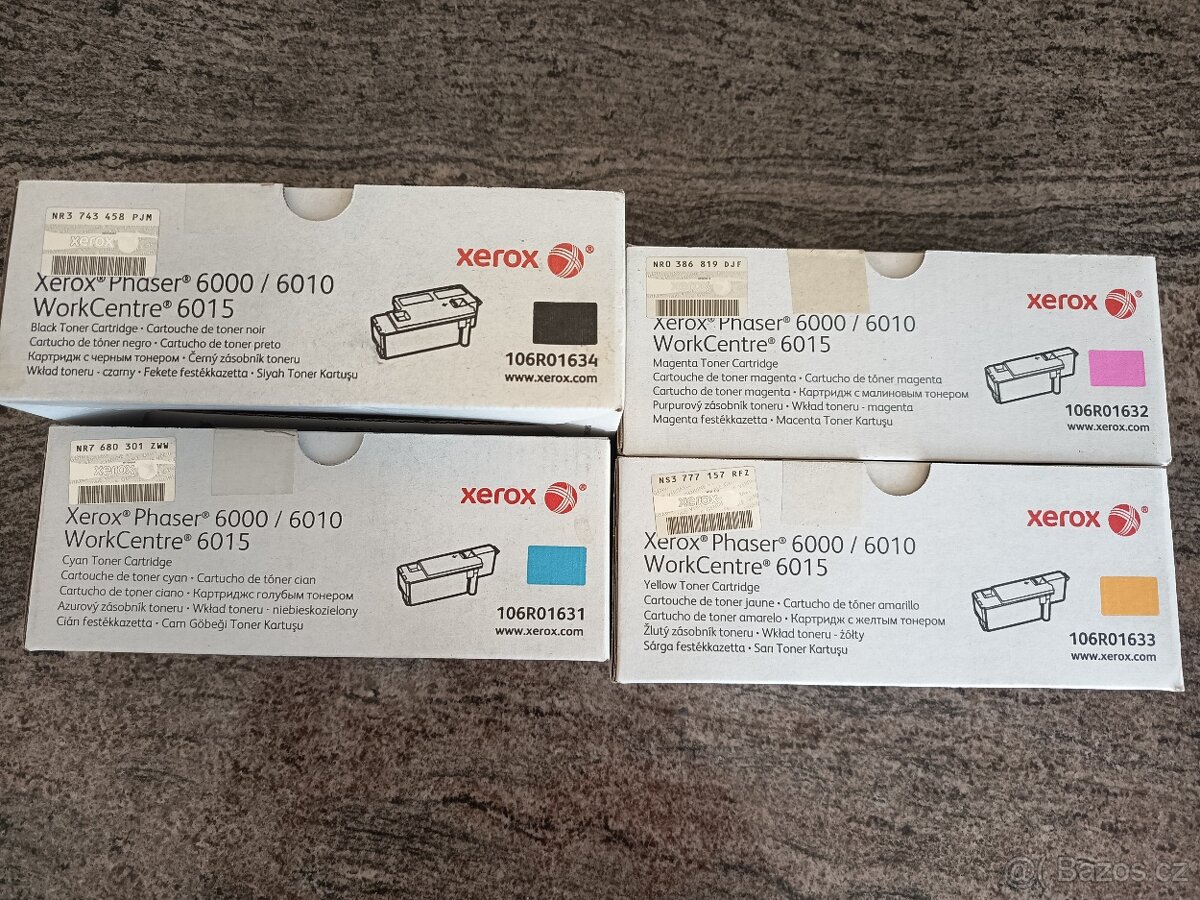 NR3 743 458 PJM
xerox
xerox®
Xerox® Phaser® 6000 / 6010
WorkCentre® 6015
Black Toner Cartridge • Cartouche de toner noir
Cartucho de tóner negro • Cartucho de toner preto
Картридж с черным тонером • Černý zásobník toneru
Wkład toneru - czarny • Fekete festékkazetta • Siyah Toner Kartuşu
106R01634
www.xerox.com
NR0 386 819 DJF
xerox®
Xerox® Phaser® 6000 / 6010
WorkCentre® 6015
Magenta Toner Cartridge
Cartouche de toner magenta • Cartucho de tóner magenta
Cartucho de toner magenta • Картридж с малиновым тонером
Purpurový zásobník toneru • Wkład toneru - magenta
Magenta festékkazetta • Macenta Toner Kartuşu
106R01632
www.xerox.com
NR7 680 301 ZWW
xerox
xerox®
Xerox® Phaser® 6000 / 6010
WorkCentre® 6015
Cyan Toner Cartridge
Cartouche de toner cyan • Cartucho de tóner cian
Cartucho de toner ciano • Картридж с голубым тонером
Azurový zásobník toneru • Wkład toneru - niebieskozielony
Cián festékkazetta • Cam Göbeği Toner Kartuşu
106R01631
www.xerox.com
NS3 777 157 RFZ
xerox
xerox®
Xerox® Phaser® 6000 / 6010
WorkCentre® 6015
Yellow Toner Cartridge
Cartouche de toner jaune • Cartucho de tóner amarillo
Cartucho de toner amarelo • Картридж с желтым тонером
Žlutý zásobník toneru • Wkład toneru - żółty
Sárga festékkazetta • Sarı Toner Kartuşu
106R01633
www.xerox.com
Bazos.cz